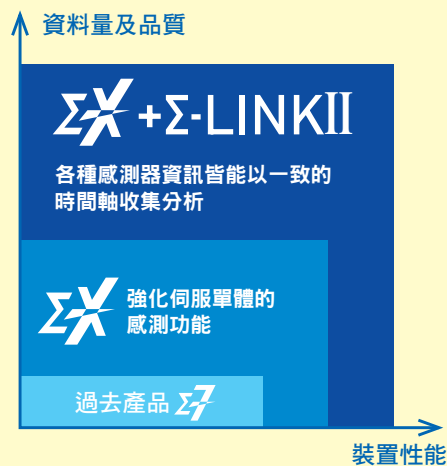 資料量及品質
ΣX+Σ-LINKII
各種感測器資訊皆能以一致的
時間軸收集分析
ΣX 強化伺服單體的
感測功能
過去產品 Σ-7
裝置性能